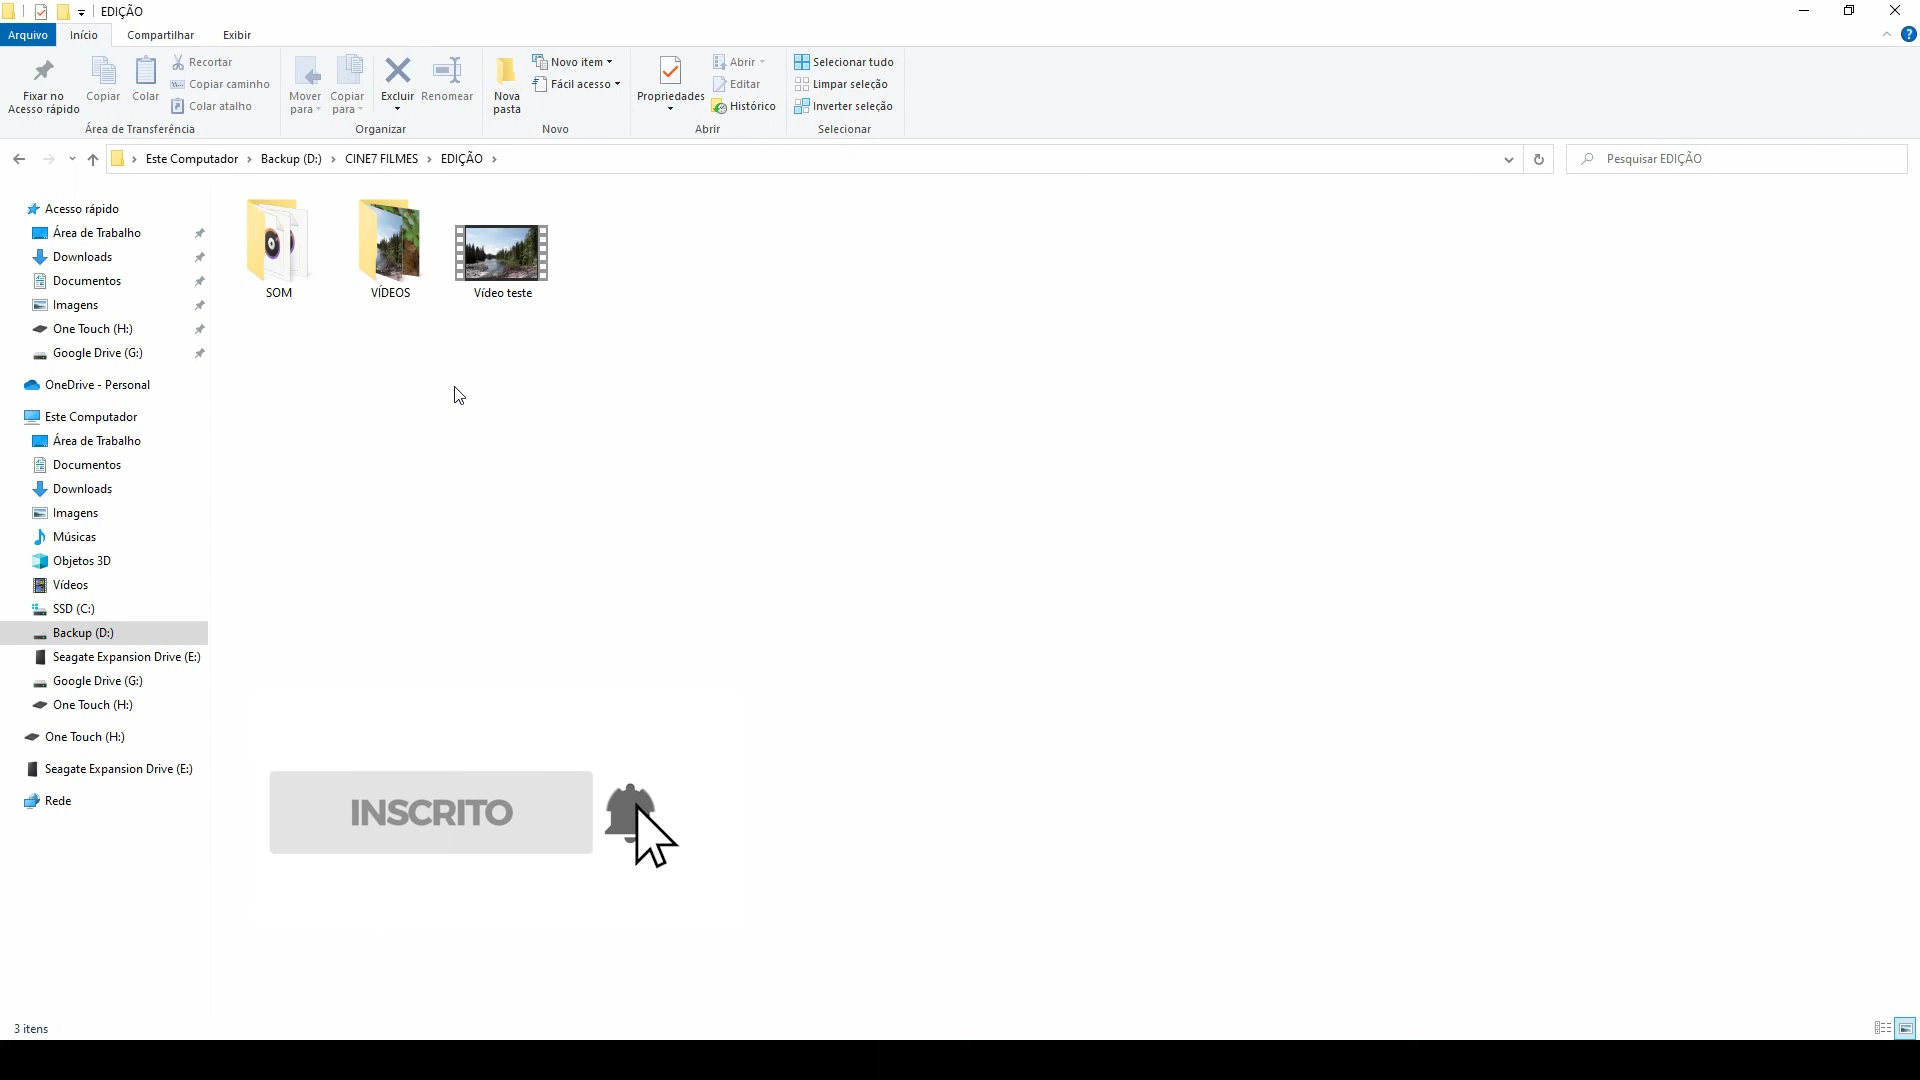 EDIÇÃO
Arquivo
Início
Compartilhar
Exibir
Fixar no
Acesso rápido
Copiar
Colar
Recortar
Copiar caminho
Colar atalho
Área de Transferência
Mover
para
Copiar
para
Excluir
Renomear
Organizar
Nova
pasta
Novo item
Fácil acesso
Novo
Propriedades
Abrir
Editar
Histórico
Abrir
Selecionar tudo
Limpar seleção
Inverter seleção
Selecionar
Este Computador > Backup (D:) > CINE7 FILMES > EDIÇÃO >
Pesquisar EDIÇÃO
Acesso rápido
Área de Trabalho
Downloads
Documentos
Imagens
One Touch (H:)
Google Drive (G:)
OneDrive - Personal
Este Computador
Área de Trabalho
Documentos
Downloads
Imagens
Músicas
Objetos 3D
Vídeos
SSD (C:)
Backup (D:)
Seagate Expansion Drive (E:)
Google Drive (G:)
One Touch (H:)
One Touch (H:)
Seagate Expansion Drive (E:)
Rede
SOM
VÍDEOS
Vídeo teste
INSCRITO
3 itens